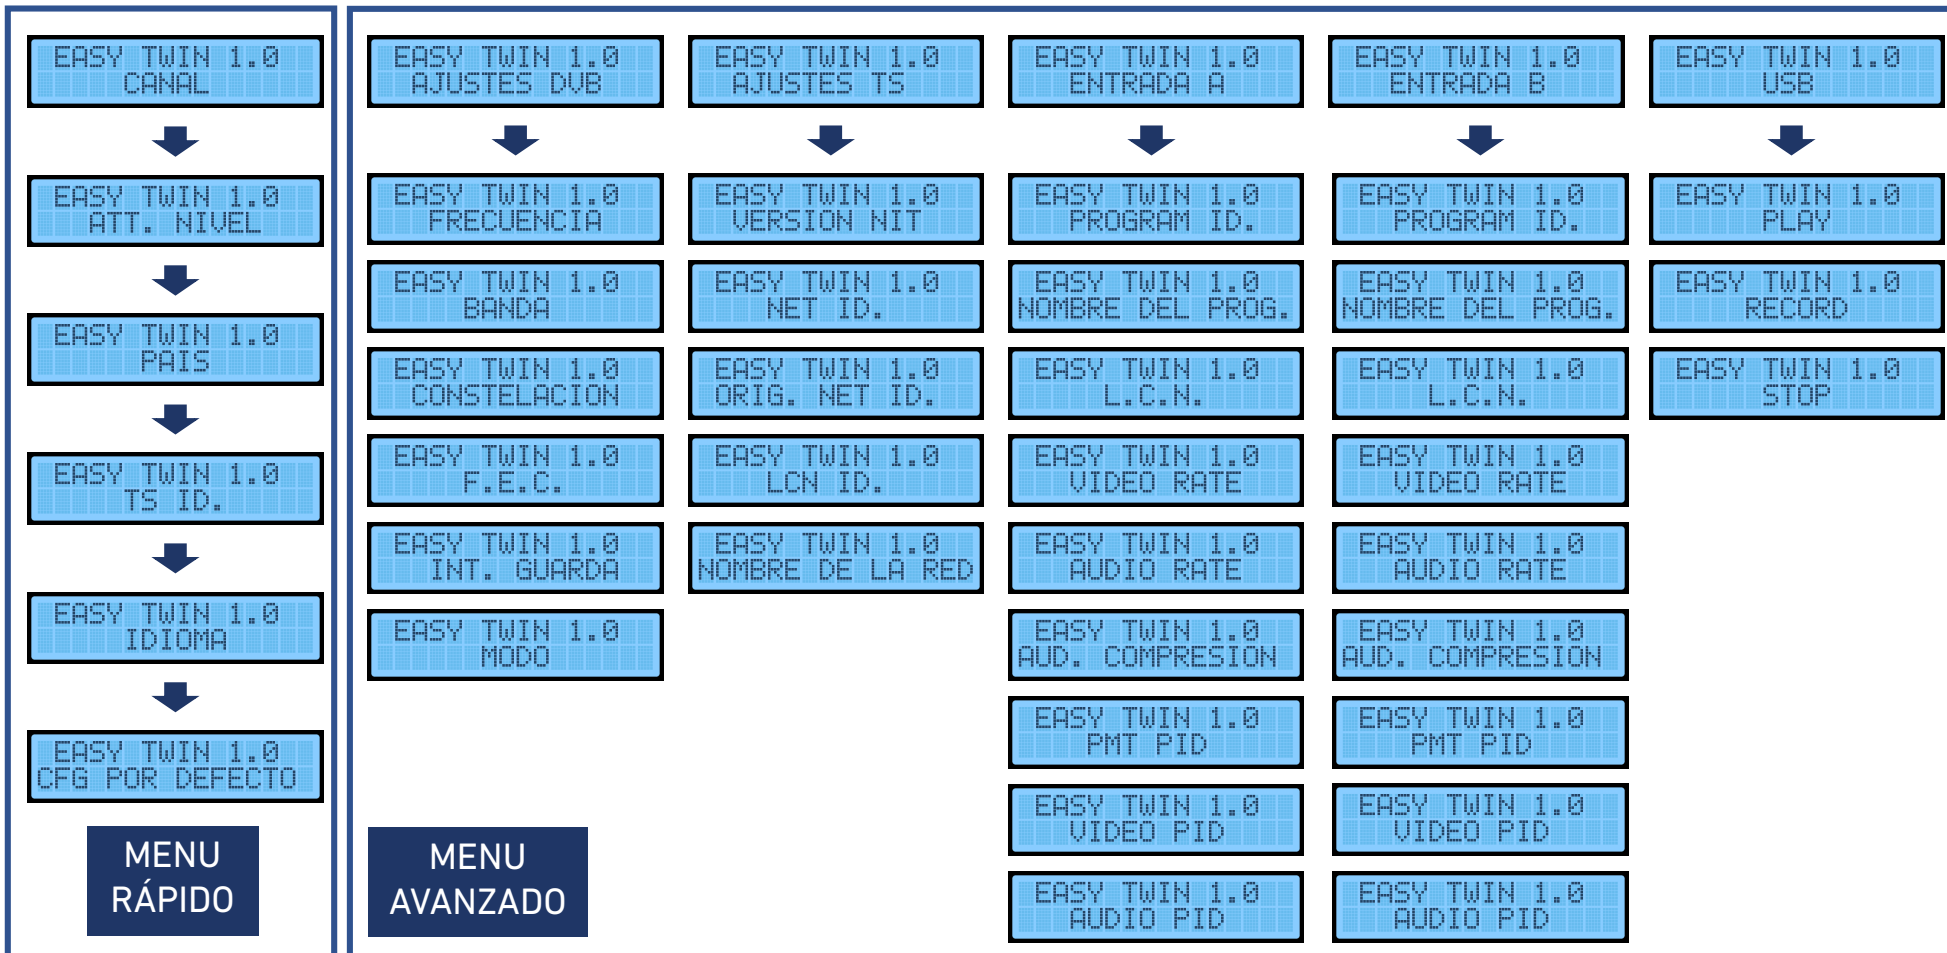 EASY TWIN 1.0
CANAL
EASY TWIN 1.0
ATT. NIVEL
EASY TWIN 1.0
PAIS
EASY TWIN 1.0
TS ID.
EASY TWIN 1.0
IDIOMA
EASY TWIN 1.0
CFG POR DEFECTO
MENU
RÁPIDO
EASY TWIN 1.0
AJUSTES DVB
EASY TWIN 1.0
FRECUENCIA
EASY TWIN 1.0
BANDA
EASY TWIN 1.0
CONSTELACION
EASY TWIN 1.0
F.E.C.
EASY TWIN 1.0
INT. GUARDA
EASY TWIN 1.0
MODO
MENU
AVANZADO
EASY TWIN 1.0
AJUSTES TS
EASY TWIN 1.0
VERSION NIT
EASY TWIN 1.0
NET ID.
EASY TWIN 1.0
ORIG. NET ID.
EASY TWIN 1.0
LCN ID.
EASY TWIN 1.0
NOMBRE DE LA RED
EASY TWIN 1.0
ENTRADA A
EASY TWIN 1.0
PROGRAM ID.
EASY TWIN 1.0
NOMBRE DEL PROG.
EASY TWIN 1.0
L.C.N.
EASY TWIN 1.0
VIDEO RATE
EASY TWIN 1.0
AUDIO RATE
EASY TWIN 1.0
AUD. COMPRESION
EASY TWIN 1.0
PMT PID
EASY TWIN 1.0
VIDEO PID
EASY TWIN 1.0
AUDIO PID
EASY TWIN 1.0
ENTRADA B
EASY TWIN 1.0
PROGRAM ID.
EASY TWIN 1.0
NOMBRE DEL PROG.
EASY TWIN 1.0
L.C.N.
EASY TWIN 1.0
VIDEO RATE
EASY TWIN 1.0
AUDIO RATE
EASY TWIN 1.0
AUD. COMPRESION
EASY TWIN 1.0
PMT PID
EASY TWIN 1.0
VIDEO PID
EASY TWIN 1.0
AUDIO PID
EASY TWIN 1.0
USB
EASY TWIN 1.0
PLAY
EASY TWIN 1.0
RECORD
EASY TWIN 1.0
STOP